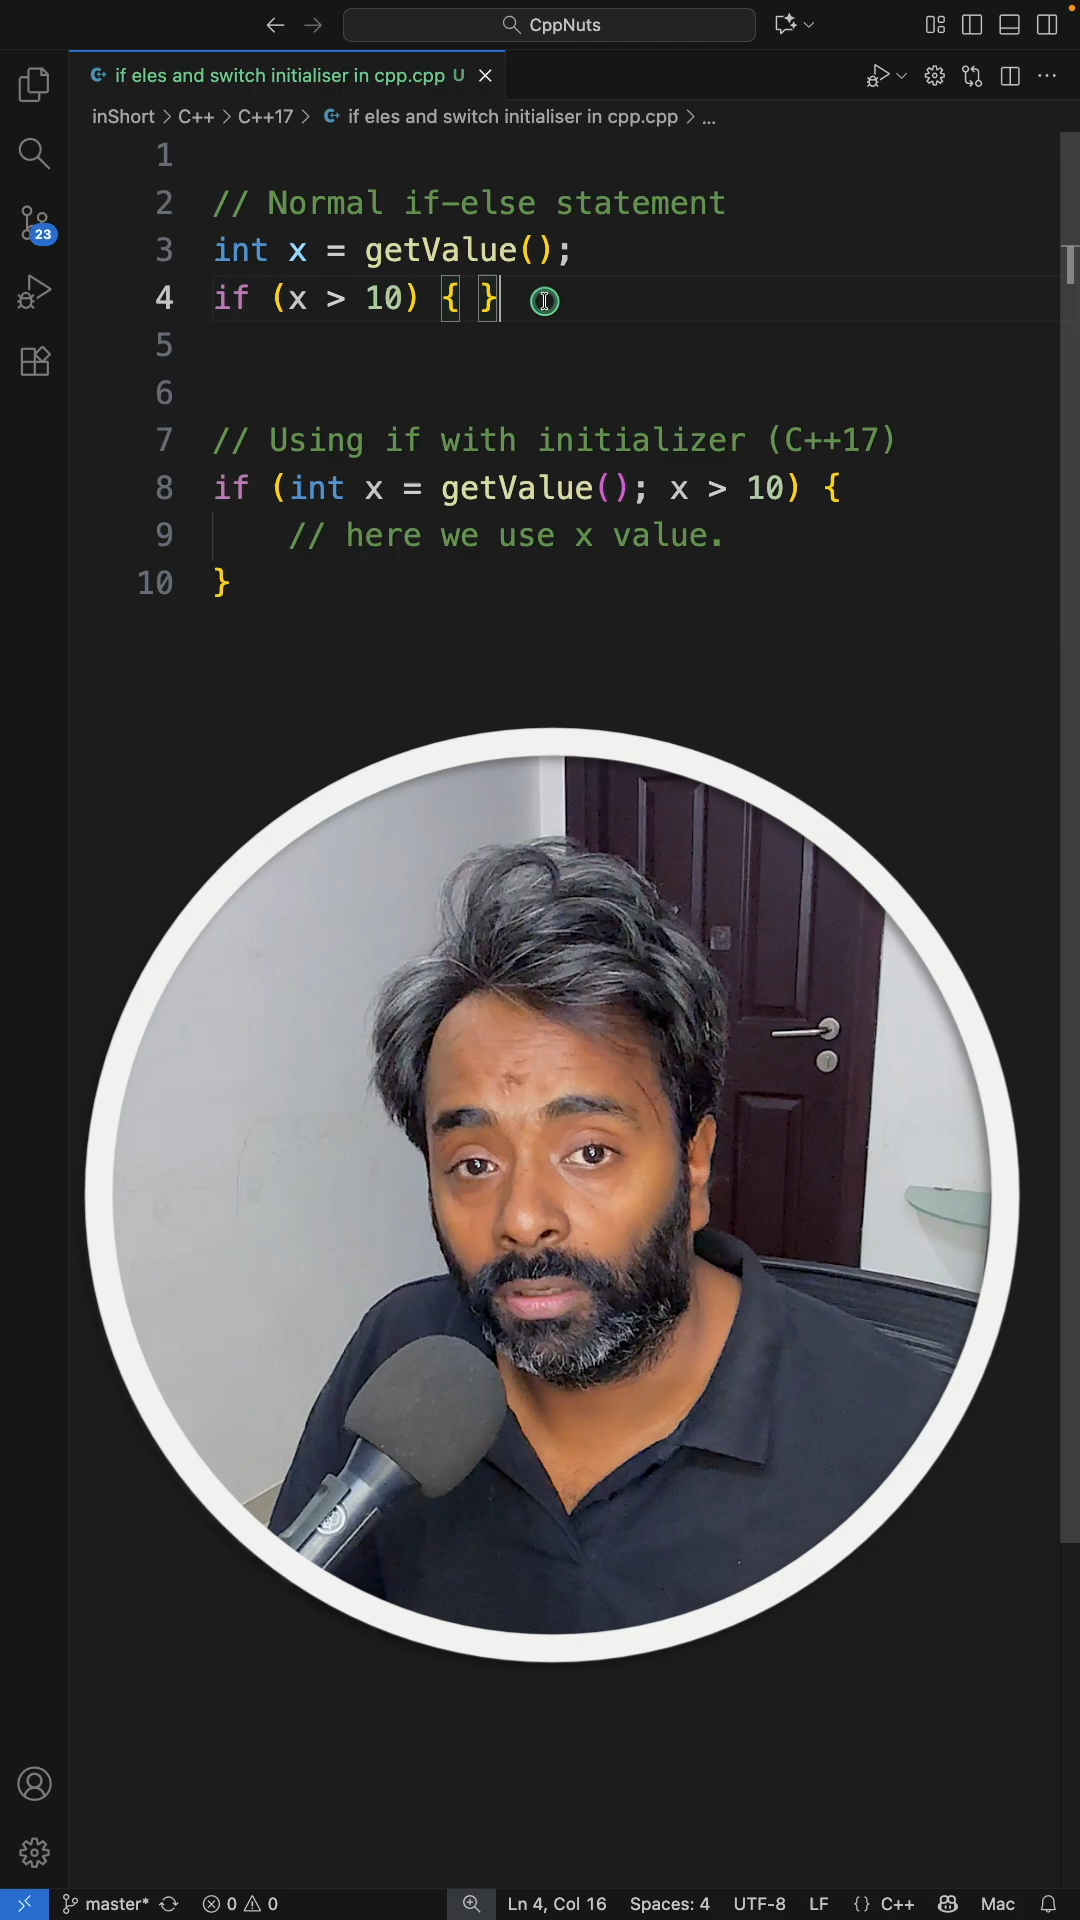 CppNuts
if eles and switch initialiser in cpp.cpp U
inShort > C++ > C++17 > if eles and switch initialiser in cpp.cpp > ...
1
2 // Normal if-else statement
3 int x = getValue();
4 if (x > 10) { }
5
6
7 // Using if with initializer (C++17)
8 if (int x = getValue(); x > 10) {
9 // here we use x value.
10 }
23
master* 0 0 Ln 4, Col 16 Spaces: 4 UTF-8 LF {} C++ Mac